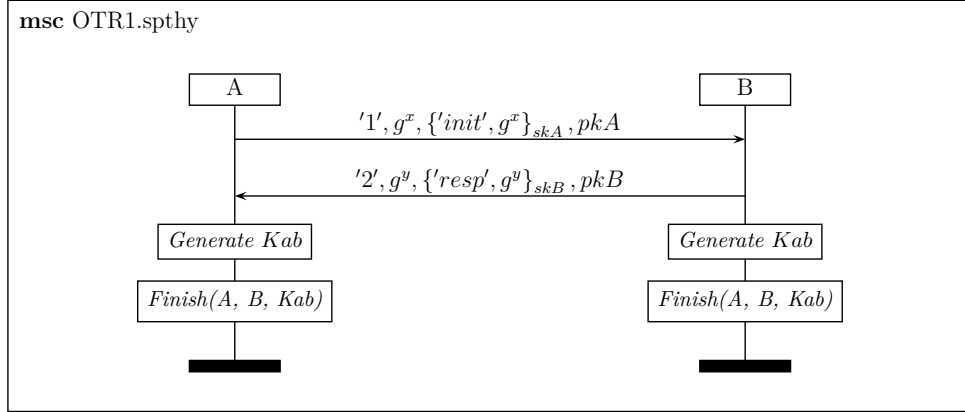 msc OTR1.spthy
A B
'1', g^x, {'init', g^x}_skA, pkA
'2', g^y, {'resp', g^y}_skB, pkB
Generate Kab Generate Kab
Finish(A, B, Kab) Finish(A, B, Kab)